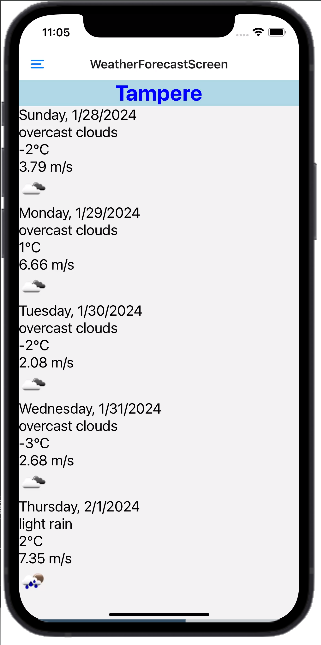 11:05
WeatherForecastScreen
Tampere
Sunday, 1/28/2024
overcast clouds
-2°C
3.79 m/s
Monday, 1/29/2024
overcast clouds
1°C
6.66 m/s
Tuesday, 1/30/2024
overcast clouds
-2°C
2.08 m/s
Wednesday, 1/31/2024
overcast clouds
-3°C
2.68 m/s
Thursday, 2/1/2024
light rain
2°C
7.35 m/s